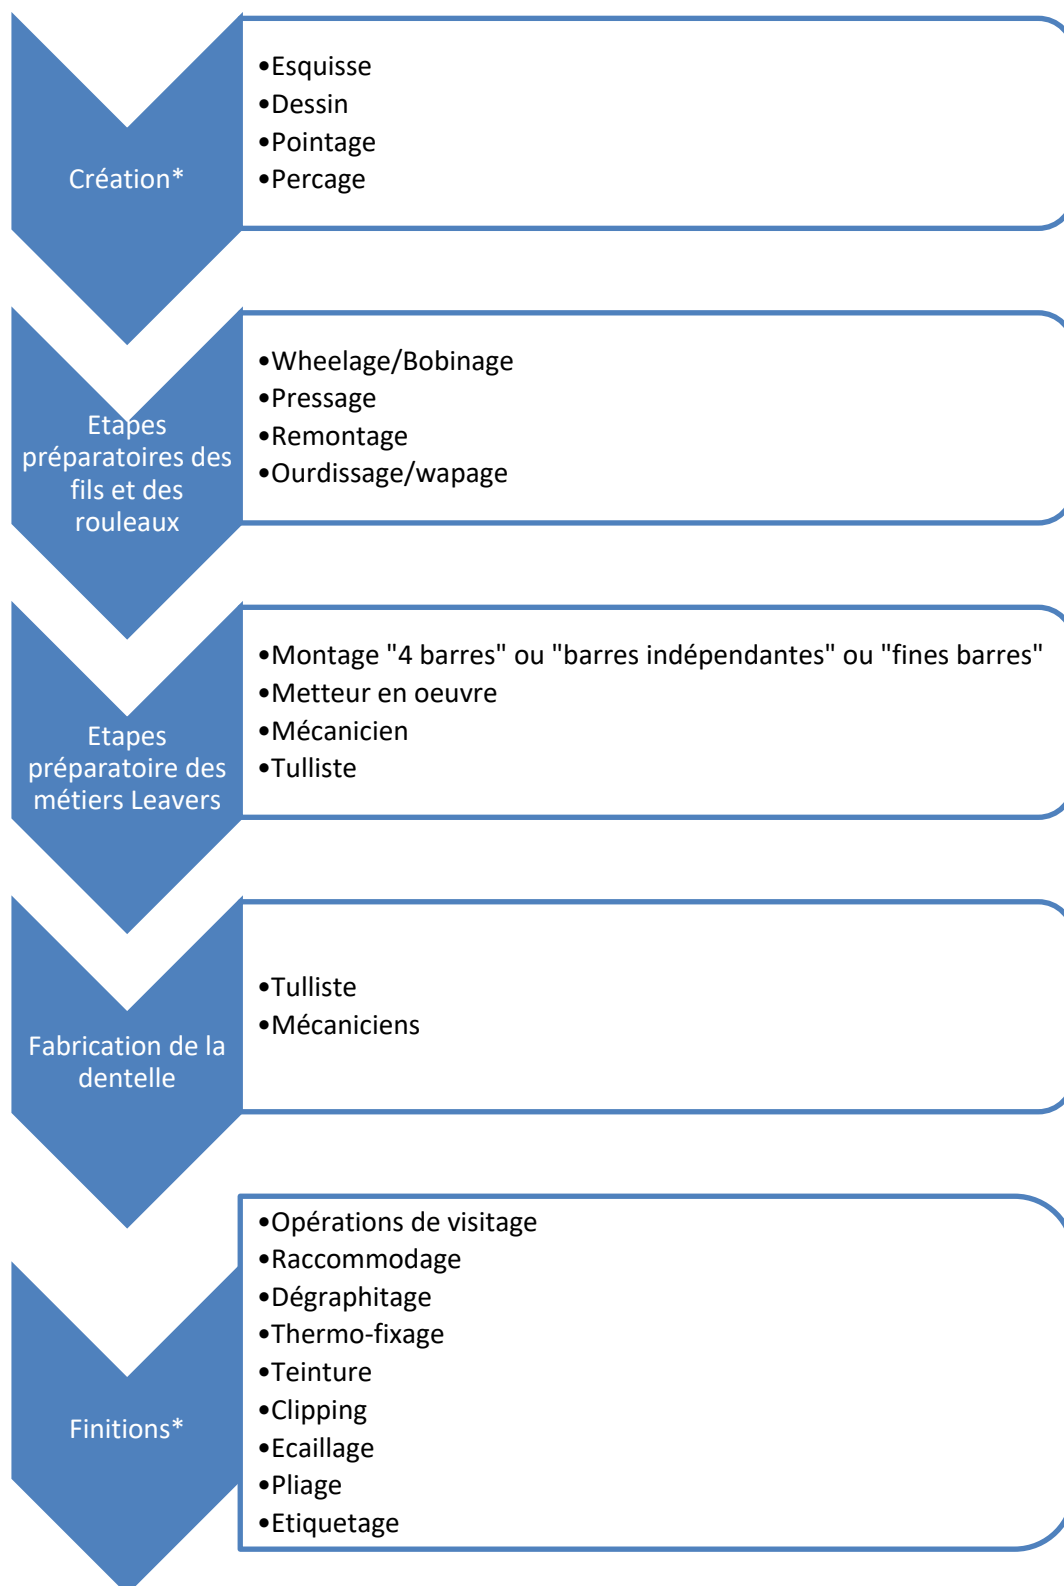 Création*
•Esquisse
•Dessin
•Pointage
•Percage
Etapes
préparatoires des
fils et des
rouleaux
•Wheelage/Bobinage
•Pressage
•Remontage
•Ourdissage/wapage
Etapes
préparatoire des
métiers Leavers
•Montage "4 barres" ou "barres indépendantes" ou "fines barres"
•Metteur en oeuvre
•Mécanicien
•Tulliste
Fabrication de la
dentelle
•Tulliste
•Mécaniciens
Finitions*
•Opérations de visitage
•Raccommodage
•Dégraphitage
•Thermo-fixage
•Teinture
•Clipping
•Ecaillage
•Pliage
•Etiquetage